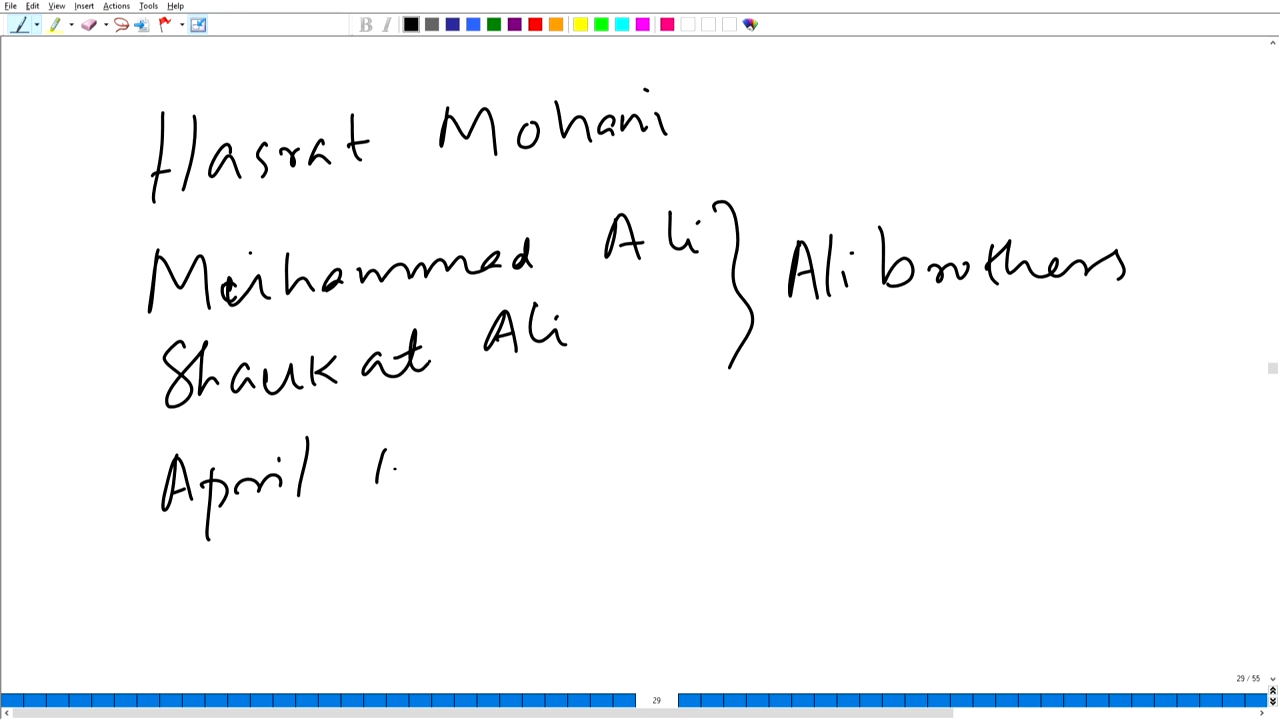 File Edit View Insert Actions Tools Help
B I
Hasrat Mohani
Muhammad Ali
Ali brothers
Shaukat Ali
April 1
29 / 55
29